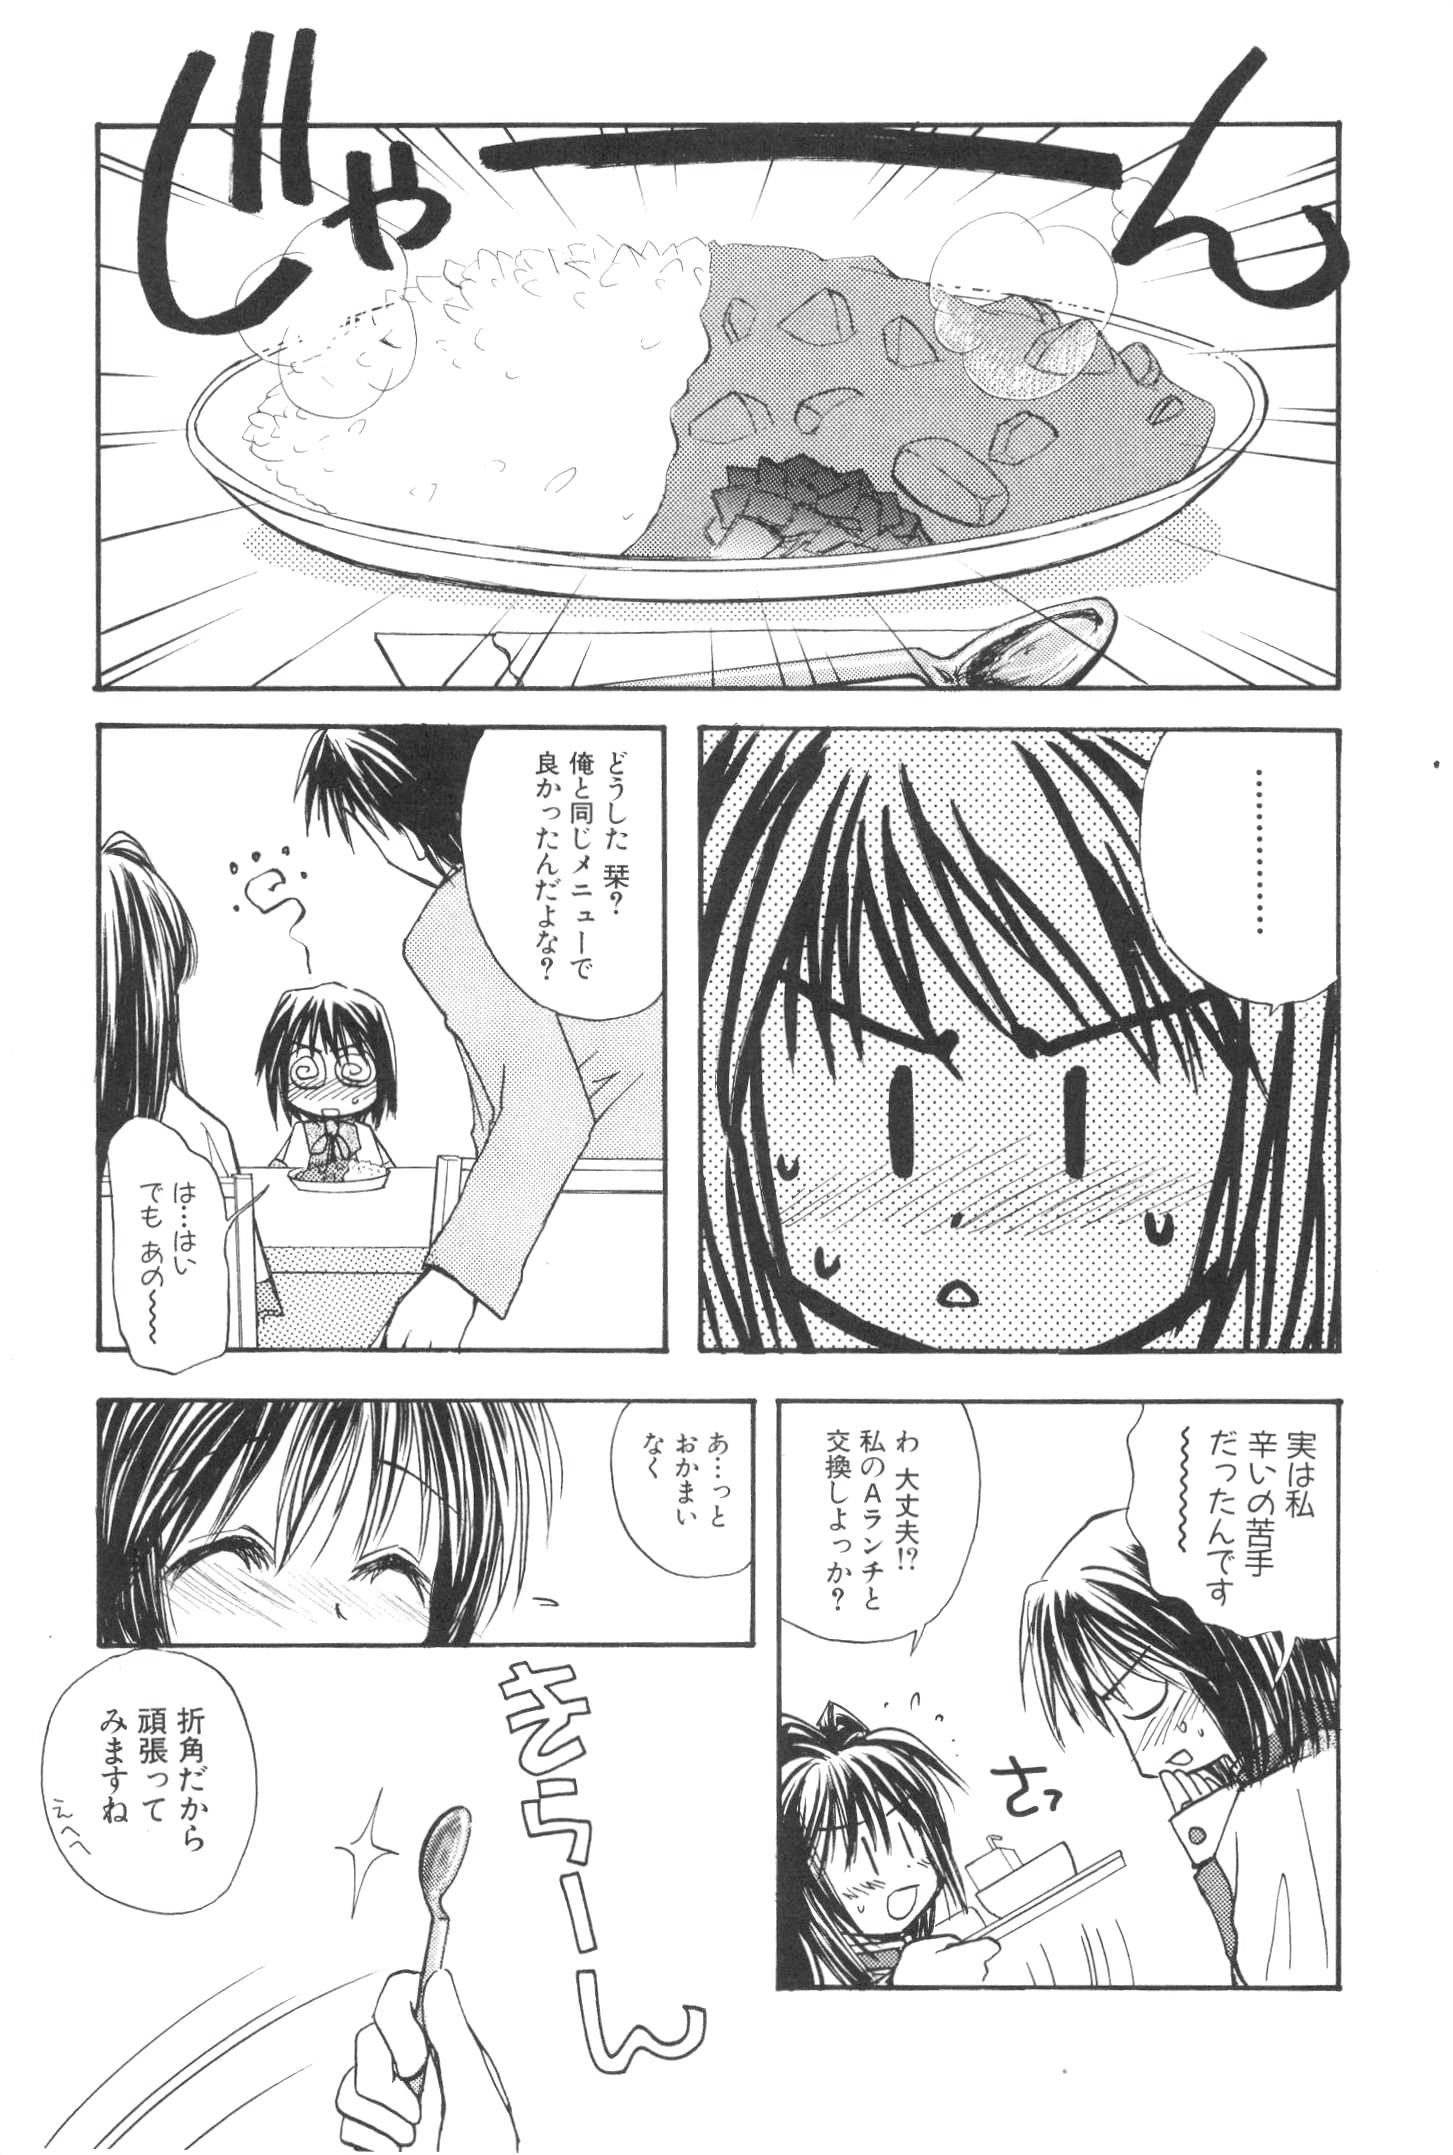 じゃーーん
…………
どうした 栞?
俺と同じメニューで
良かったんだよな?
は…はい
でも あの〜〜
実は私
辛いの苦手
だったんです
〜〜〜〜
わ 大丈夫!?
私のAランチと
交換しよっか?
さっ
あ…っと
おかまい
なく
きらーーん
折角だから
頑張って
みますね
えへへ